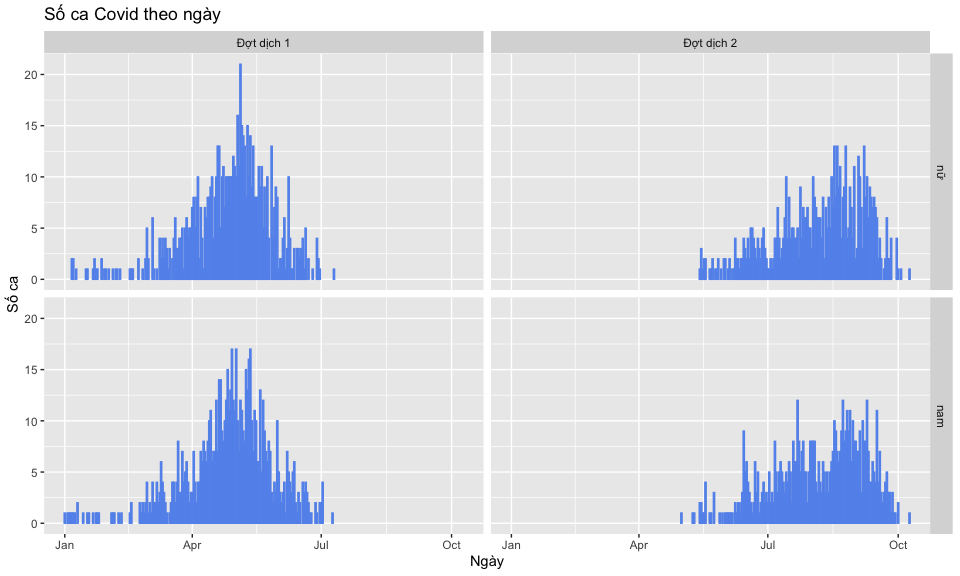 Số ca Covid theo ngày
Đợt dịch 1
Đợt dịch 2
20
15
10
5
0
nữ
Số ca
20
15
10
5
0
nam
Jan
Apr
Jul
Oct
Jan
Apr
Jul
Oct
Ngày